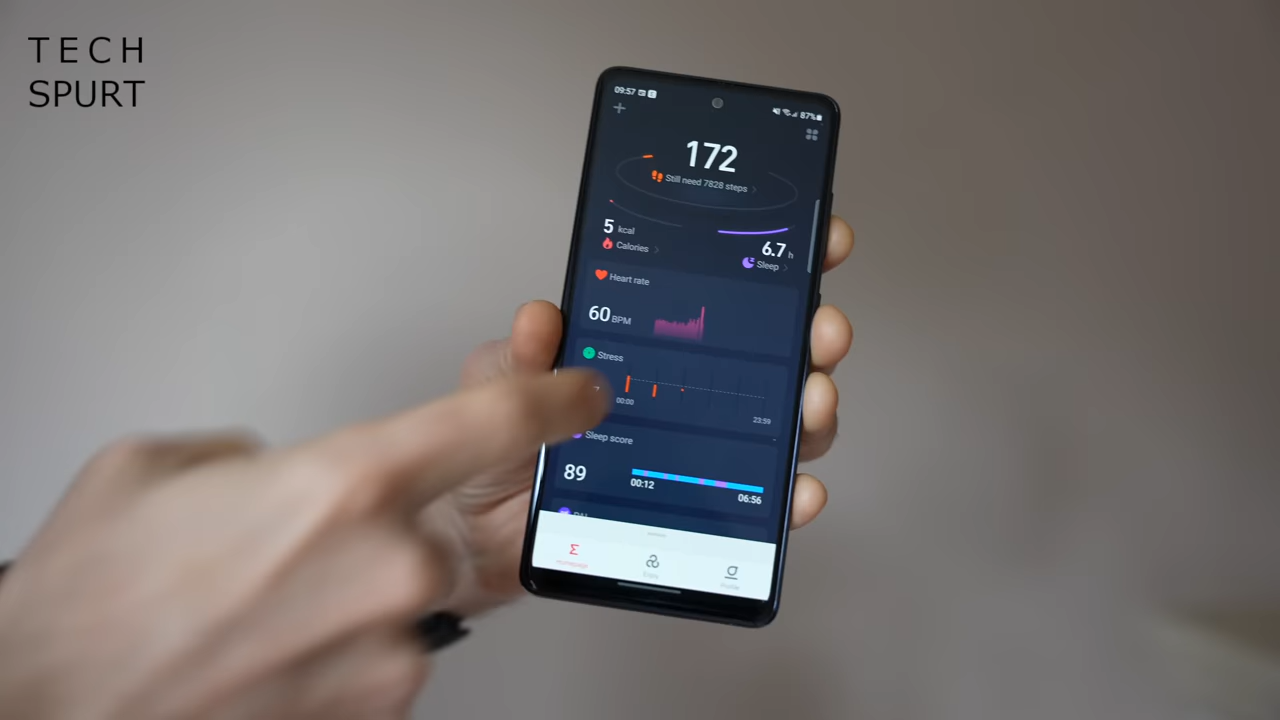 TECH
SPURT
09:57
87%
172
Still need 7828 steps
5 kcal
Calories
6.7 h
Sleep
Heart rate
60 BPM
Stress
00:00
23:59
Sleep score
89
00:12
06:56